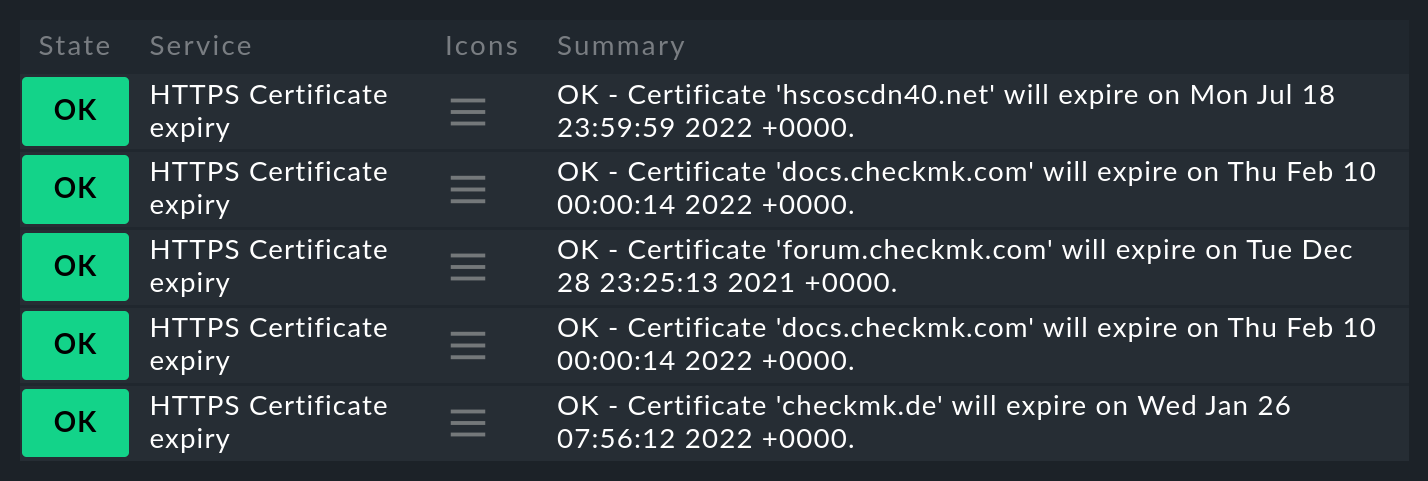 State Service Icons Summary
OK HTTPS Certificate expiry OK - Certificate 'hscoscdn40.net' will expire on Mon Jul 18
23:59:59 2022 +0000.
OK HTTPS Certificate expiry OK - Certificate 'docs.checkmk.com' will expire on Thu Feb 10
00:00:14 2022 +0000.
OK HTTPS Certificate expiry OK - Certificate 'forum.checkmk.com' will expire on Tue Dec
28 23:25:13 2021 +0000.
OK HTTPS Certificate expiry OK - Certificate 'docs.checkmk.com' will expire on Thu Feb 10
00:00:14 2022 +0000.
OK HTTPS Certificate expiry OK - Certificate 'checkmk.de' will expire on Wed Jan 26
07:56:12 2022 +0000.